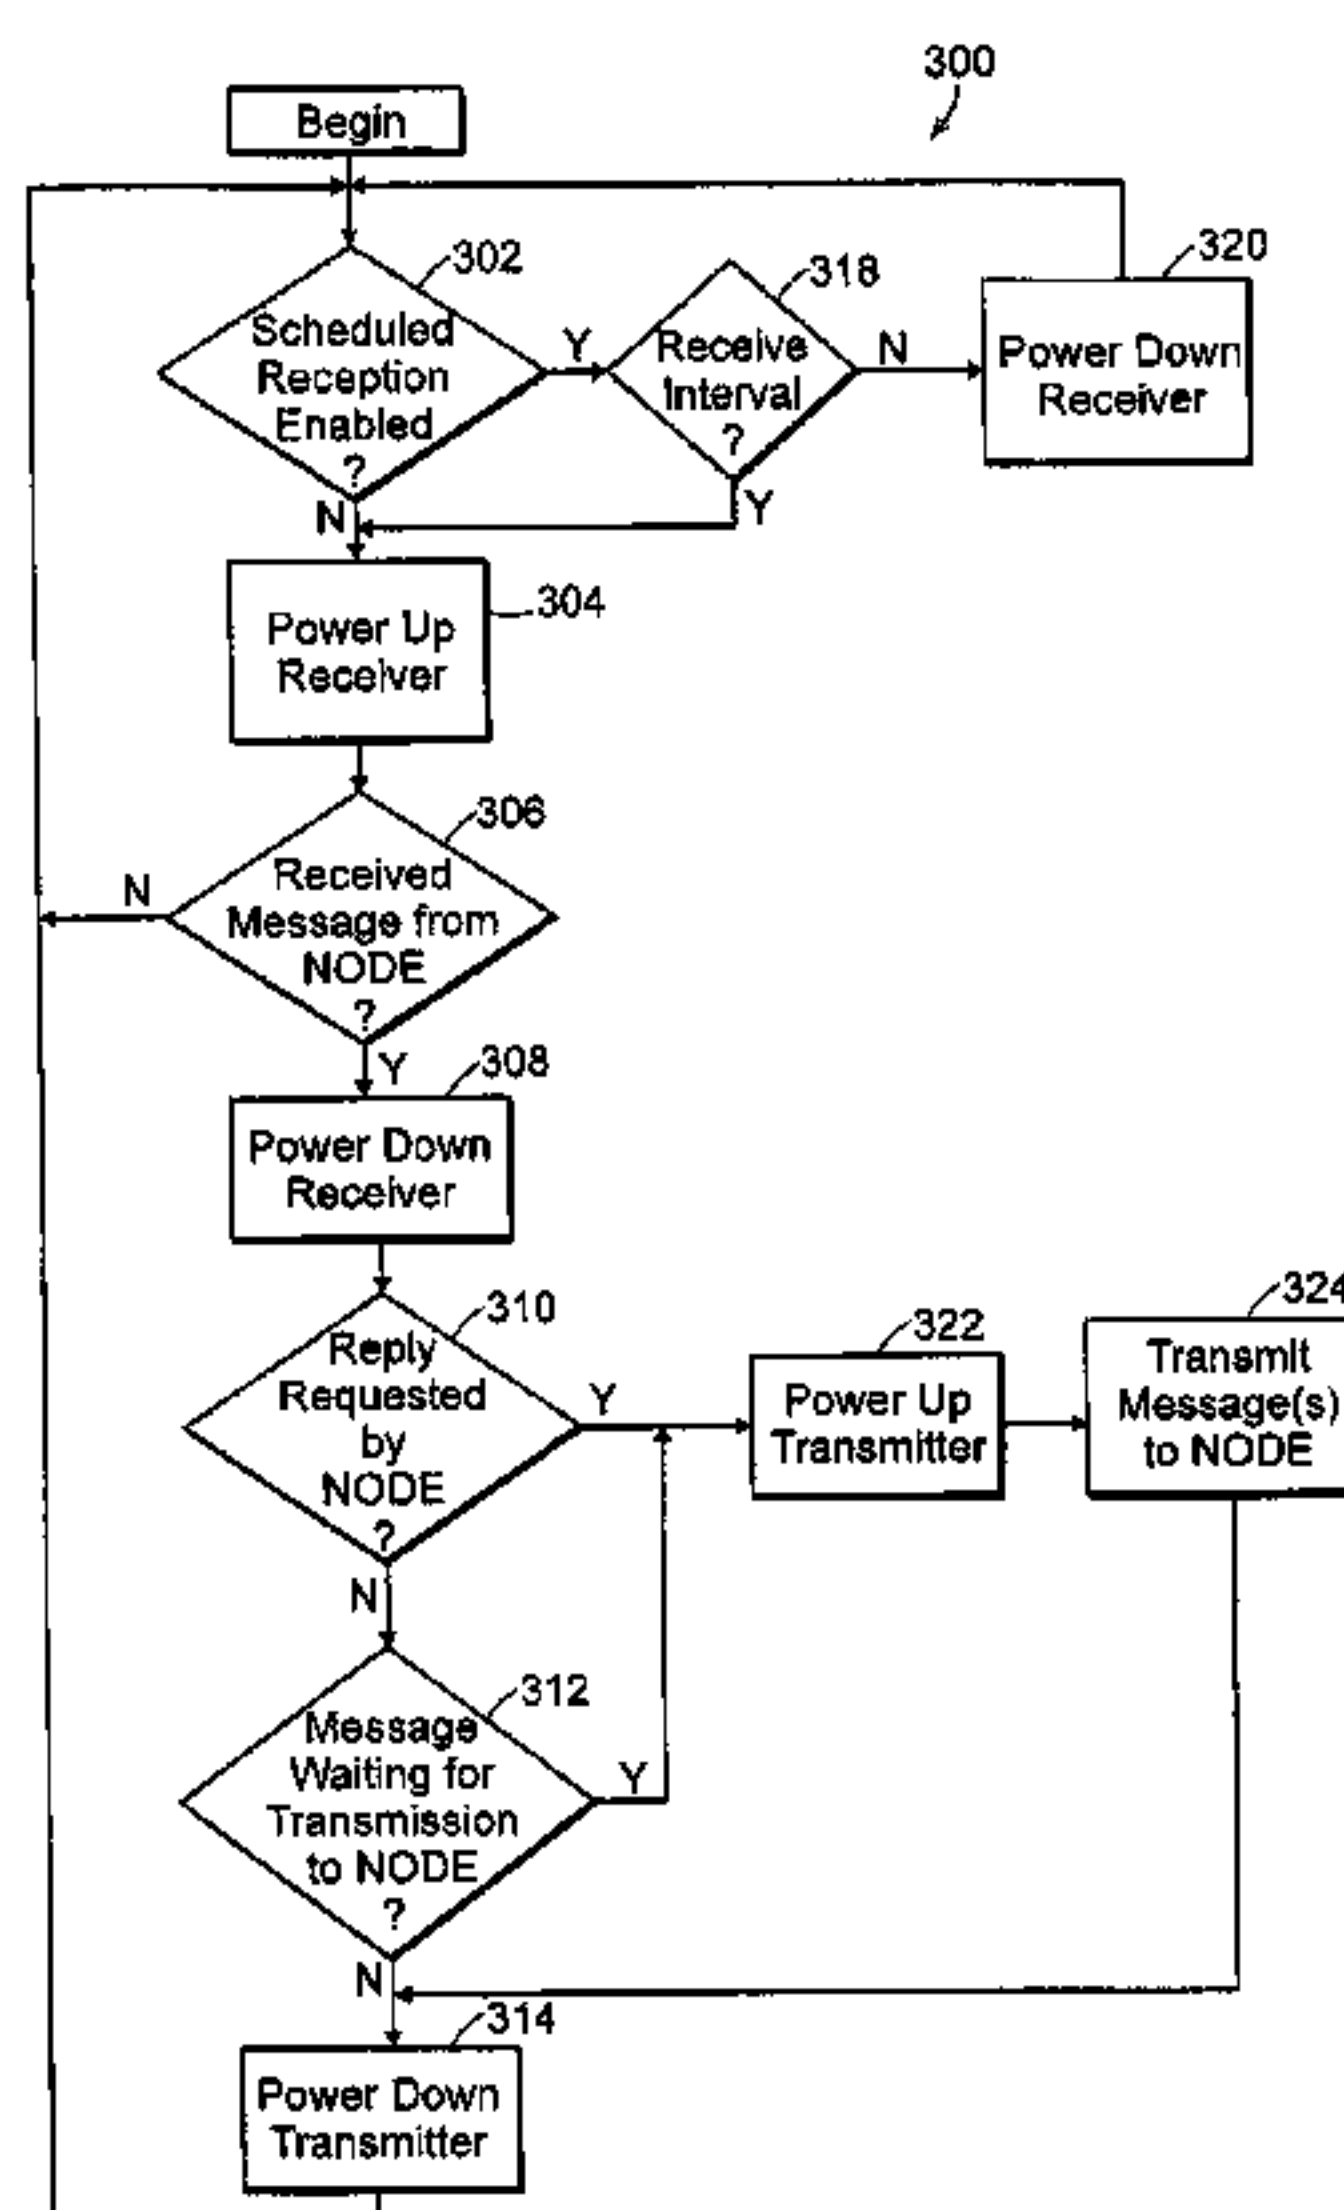 300
Begin
302
Scheduled
Reception
Enabled
?
Y
N
318
Receive
Interval
?
N
Y
320
Power Down
Receiver
304
Power Up
Receiver
306
Received
Message from
NODE
?
N
Y
308
Power Down
Receiver
310
Reply
Requested
by
NODE
?
Y
N
322
Power Up
Transmitter
324
Transmit
Message(s)
to NODE
312
Message
Waiting for
Transmission
to NODE
?
Y
N
314
Power Down
Transmitter